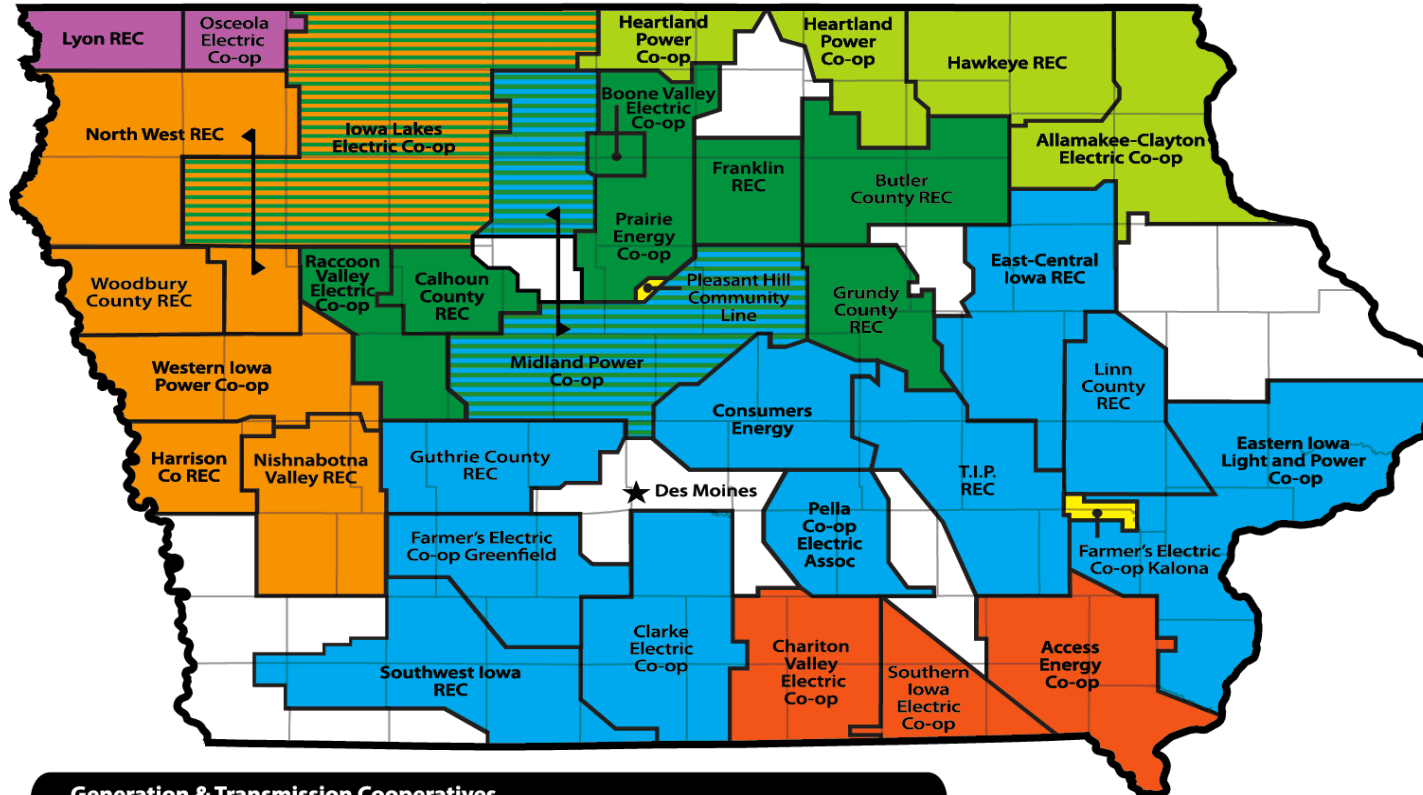 Lyon REC
Osceola
Electric
Co-op
Heartland
Power
Co-op
Heartland
Power
Co-op
Hawkeye REC
North West REC
Iowa Lakes
Electric Co-op
Boone Valley
Electric
Co-op
Franklin
REC
Butler
County REC
Allamakee-Clayton
Electric Co-op
Prairie
Energy
Co-op
Woodbury
County REC
Raccoon
Valley
Electric
Co-op
Calhoun
County
REC
Pleasant Hill
Community
Line
Grundy
County
REC
East-Central
Iowa REC
Western Iowa
Power Co-op
Midland Power
Co-op
Linn
County
REC
Consumers
Energy
Harrison
Co REC
Nishnabotna
Valley REC
Guthrie County
REC
T.I.P.
REC
Eastern Iowa
Light and Power
Co-op
Des Moines
Pella
Co-op
Electric
Assoc
Farmer's Electric
Co-op Greenfield
Farmer's Electric
Co-op Kalona
Southwest Iowa
REC
Clarke
Electric
Co-op
Chariton
Valley
Electric
Co-op
Southern
Iowa
Electric
Co-op
Access
Energy
Co-op
Generation & Transmission Cooperatives